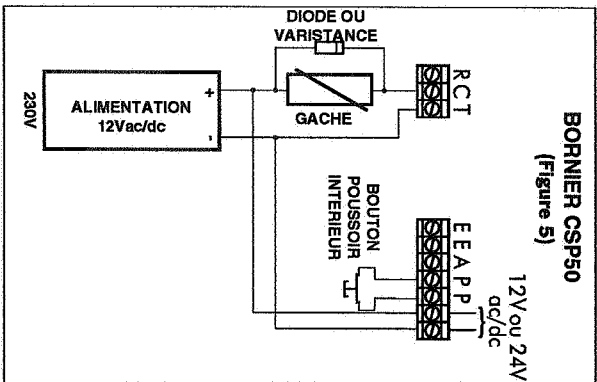 DIODE OU
VARISTANCE
+
ALIMENTATION
12Vac/dc
-
230V
GACHE
R
C
T
BORNIER CSP50
(Figure 5)
BOUTON
POUSSOIR
INTERIEUR
E
E
A
P
P
12V ou 24V
ac/dc